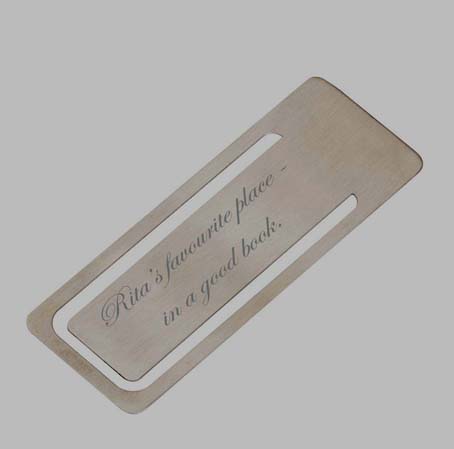 Rita's favourite place -
in a good book.